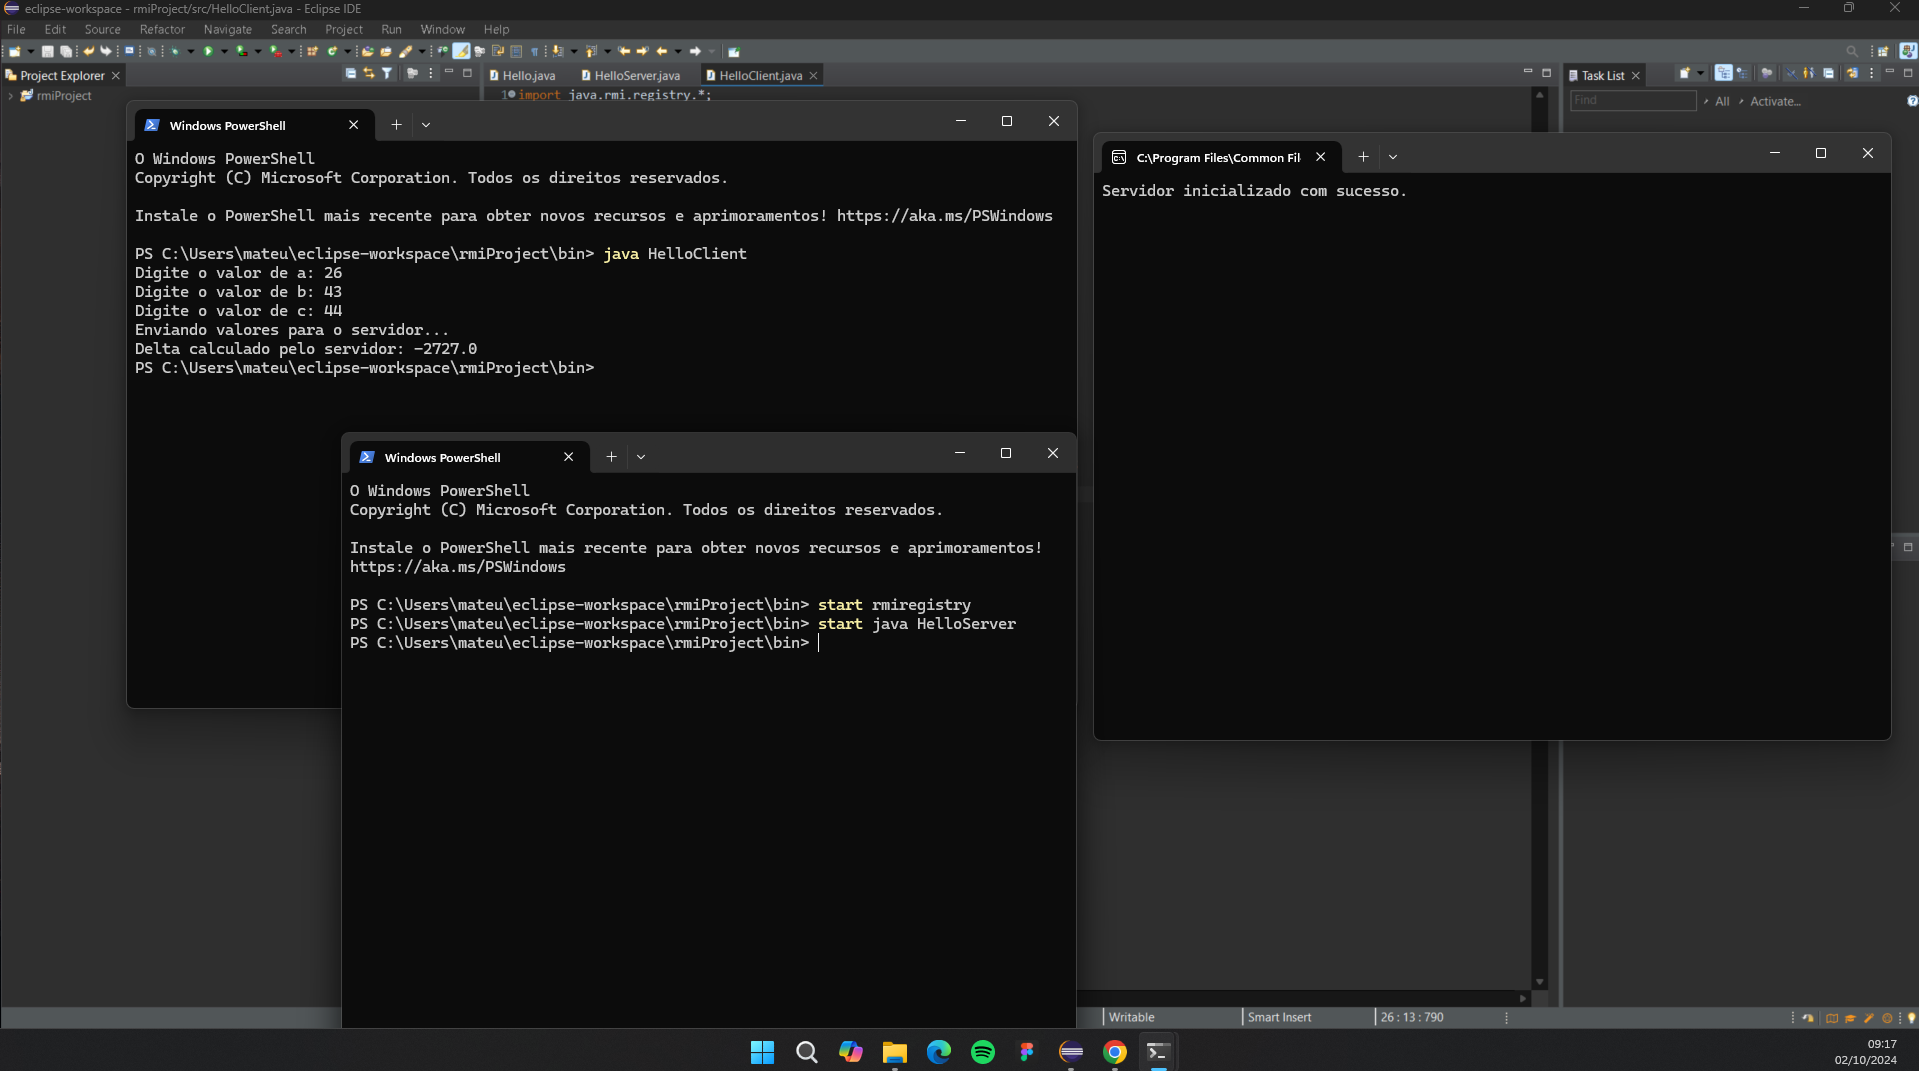 eclipse-workspace - rmiProject/src/HelloClient.java - Eclipse IDE
File Edit Source Refactor Navigate Search Project Run Window Help
Project Explorer
rmiProject
Hello.java HelloServer.java HelloClient.java
1 import java.rmi.registry.*;
Task List
Find All Activate...
Windows PowerShell
O Windows PowerShell
Copyright (C) Microsoft Corporation. Todos os direitos reservados.
Instale o PowerShell mais recente para obter novos recursos e aprimoramentos! https://aka.ms/PSWindows
PS C:\Users\mateu\eclipse-workspace\rmiProject\bin> java HelloClient
Digite o valor de a: 26
Digite o valor de b: 43
Digite o valor de c: 44
Enviando valores para o servidor...
Delta calculado pelo servidor: -2727.0
PS C:\Users\mateu\eclipse-workspace\rmiProject\bin>
C:\Program Files\Common Fil
Servidor inicializado com sucesso.
Windows PowerShell
O Windows PowerShell
Copyright (C) Microsoft Corporation. Todos os direitos reservados.
Instale o PowerShell mais recente para obter novos recursos e aprimoramentos!
https://aka.ms/PSWindows
PS C:\Users\mateu\eclipse-workspace\rmiProject\bin> start rmiregistry
PS C:\Users\mateu\eclipse-workspace\rmiProject\bin> start java HelloServer
PS C:\Users\mateu\eclipse-workspace\rmiProject\bin>
Writable Smart Insert 26 : 13 : 790
09:17
02/10/2024